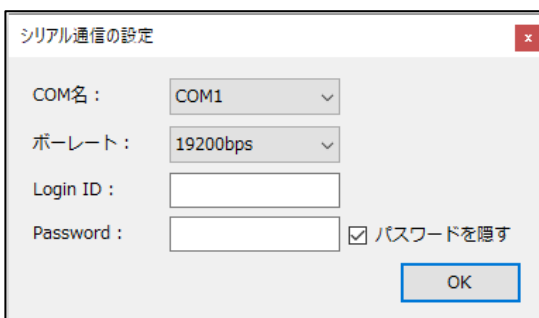 シリアル通信の設定
x
COM名：
COM1
ボーレート：
19200bps
Login ID：
Password：
パスワードを隠す
OK